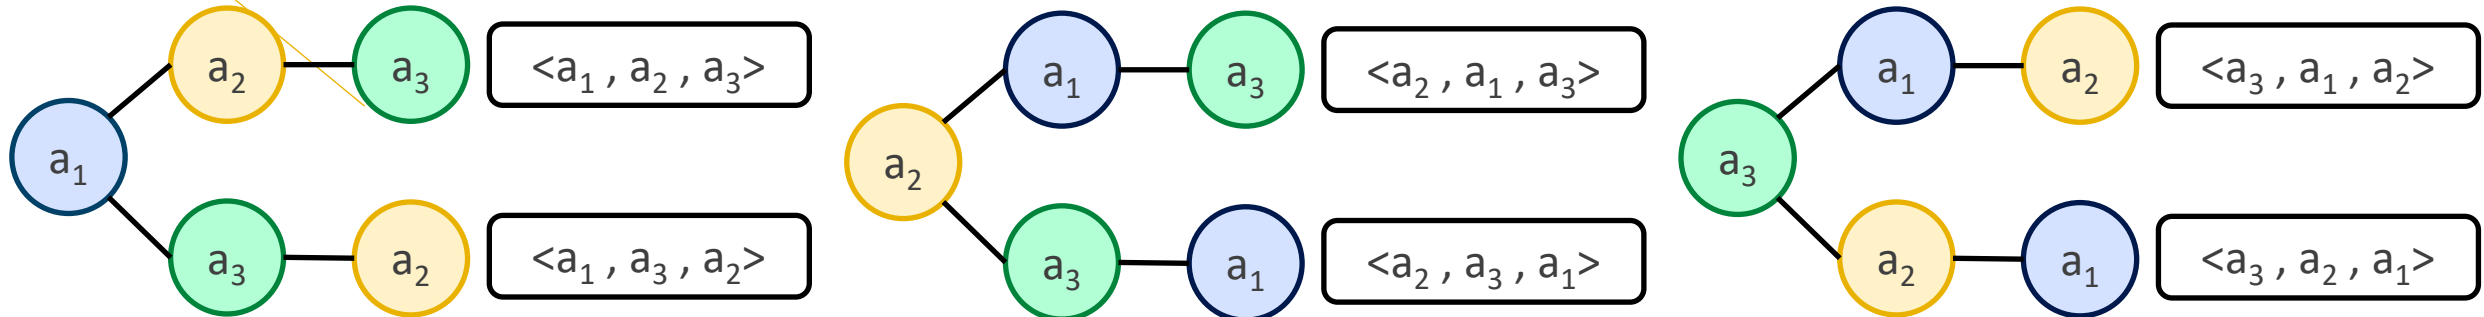 a₂ a₃ <a₁ , a₂ , a₃>
a₁
a₃ a₂ <a₁ , a₃ , a₂>
a₁ a₃ <a₂ , a₁ , a₃>
a₂
a₃ a₁ <a₂ , a₃ , a₁>
a₁ a₂ <a₃ , a₁ , a₂>
a₃
a₂ a₁ <a₃ , a₂ , a₁>